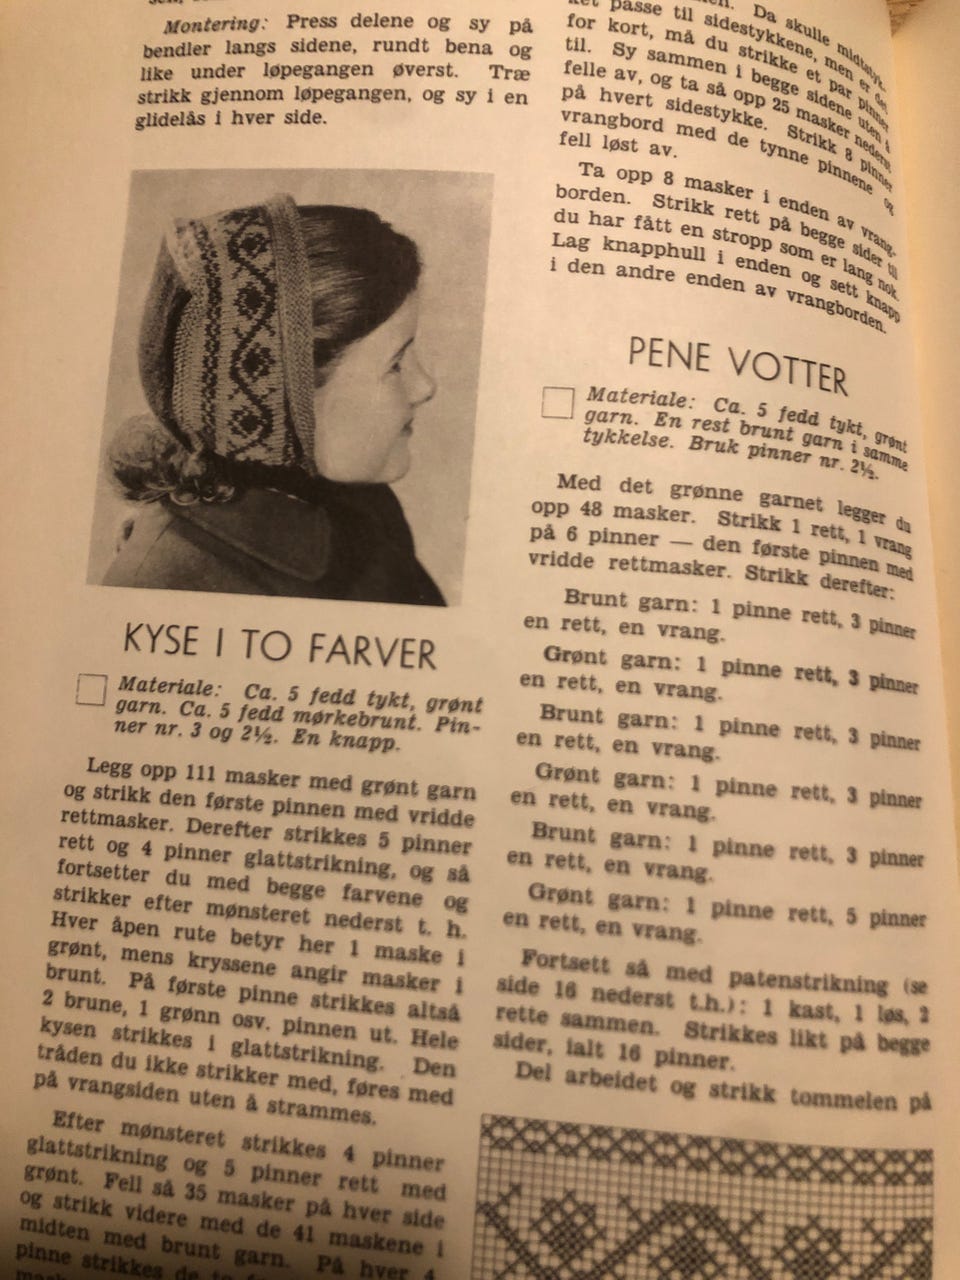 Montering: Press delene og sy på
bendler langs sidene, rundt bena og
like under løpegangen øverst. Træ
strikk gjennom løpegangen, og sy i en
glidelås i hver side.
KYSE I TO FARVER
Materiale: Ca. 5 fedd tykt, grønt
garn. Ca. 5 fedd mørkebrunt. Pin-
ner nr. 3 og 2½. En knapp.
Legg opp 111 masker med grønt garn
og strikk den første pinnen med vridde
rettmasker. Derefter strikkes 5 pinner
rett og 4 pinner glattstrikning, og så
fortsetter du med begge farvene og
strikker efter mønsteret nederst t. h.
Hver åpen rute betyr her 1 maske i
grønt, mens kryssene angir masker i
brunt. På første pinne strikkes altså
2 brune, 1 grønn osv. pinnen ut. Hele
kysen strikkes i glattstrikning. Den
tråden du ikke strikker med, føres med
på vrangsiden uten å strammes.
Efter mønsteret strikkes 4 pinner
glattstrikning og 5 pinner rett med
grønt. Fell så 35 masker på hver side
og strikk videre med de 41 maskene i
midten med brunt garn. På hver 4
pinne strikkes de to
Da skulle midtstyk-
ket passe til sidestykkene, men er det
for kort, må du strikke et par pinner
til. Sy sammen i begge sidene uten å
felle av, og ta så opp 25 masker nederst
på hvert sidestykke. Strikk 8 pinner
vrangbord med de tynne pinnene og
fell løst av.
Ta opp 8 masker i enden av vrang-
borden. Strikk rett på begge sider til
du har fått en stropp som er lang nok.
Lag knapphull i enden og sett knapp
i den andre enden av vrangborden.
PENE VOTTER
Materiale: Ca. 5 fedd tykt, grønt
garn. En rest brunt garn i samme
tykkelse. Bruk pinner nr. 2½.
Med det grønne garnet legger du
opp 48 masker. Strikk 1 rett, 1 vrang
på 6 pinner — den første pinnen med
vridde rettmasker. Strikk derefter:
Brunt garn: 1 pinne rett, 3 pinner
en rett, en vrang.
Grønt garn: 1 pinne rett, 3 pinner
en rett, en vrang.
Brunt garn: 1 pinne rett, 3 pinner
en rett, en vrang.
Grønt garn: 1 pinne rett, 3 pinner
en rett, en vrang.
Brunt garn: 1 pinne rett, 3 pinner
en rett, en vrang.
Grønt garn: 1 pinne rett, 5 pinner
en rett, en vrang.
Fortsett så med patenstrikning (se
side 16 nederst t.h.): 1 kast, 1 løs, 2
rette sammen. Strikkes likt på begge
sider, ialt 16 pinner.
Del arbeidet og strikk tommelen på